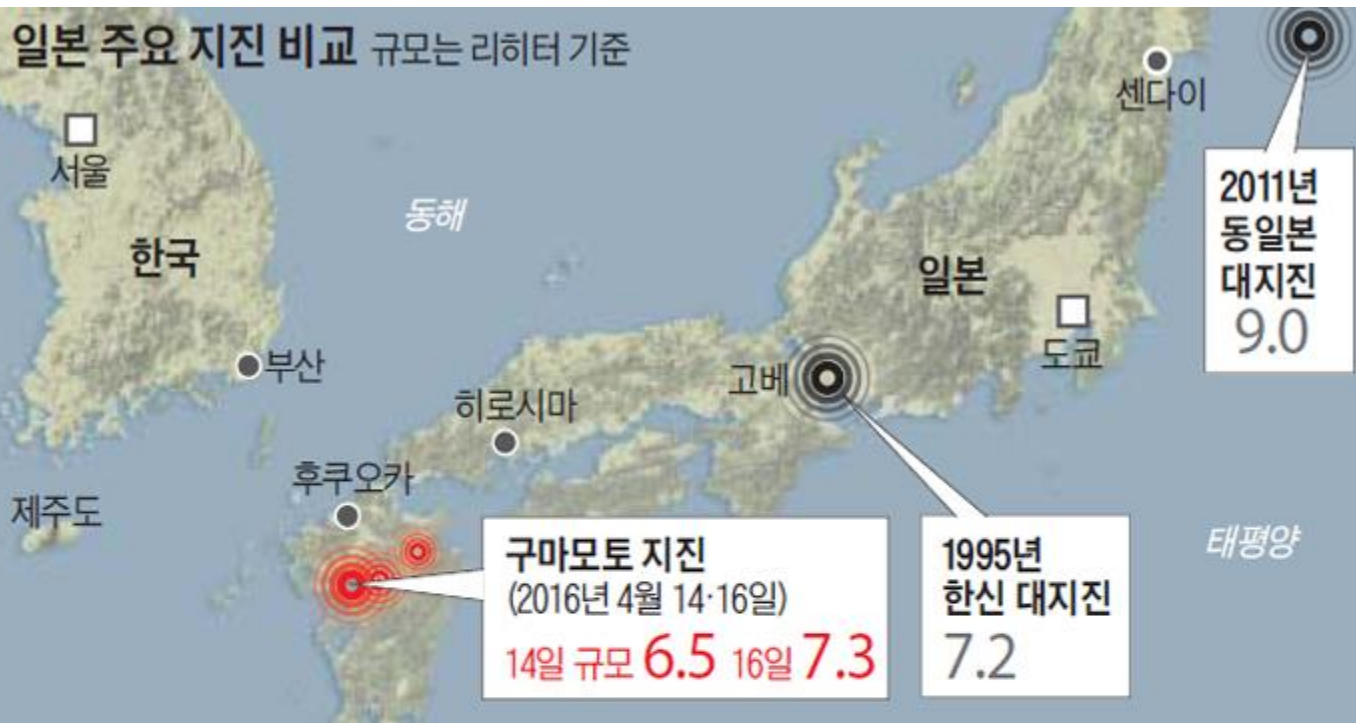 일본 주요 지진 비교 규모는 리히터 기준
센다이
서울
2011년
동일본
대지진
9.0
동해
한국
일본
도쿄
부산
고베
히로시마
후쿠오카
제주도
구마모토 지진
(2016년 4월 14·16일)
14일 규모 6.5 16일 7.3
1995년
한신 대지진
7.2
태평양